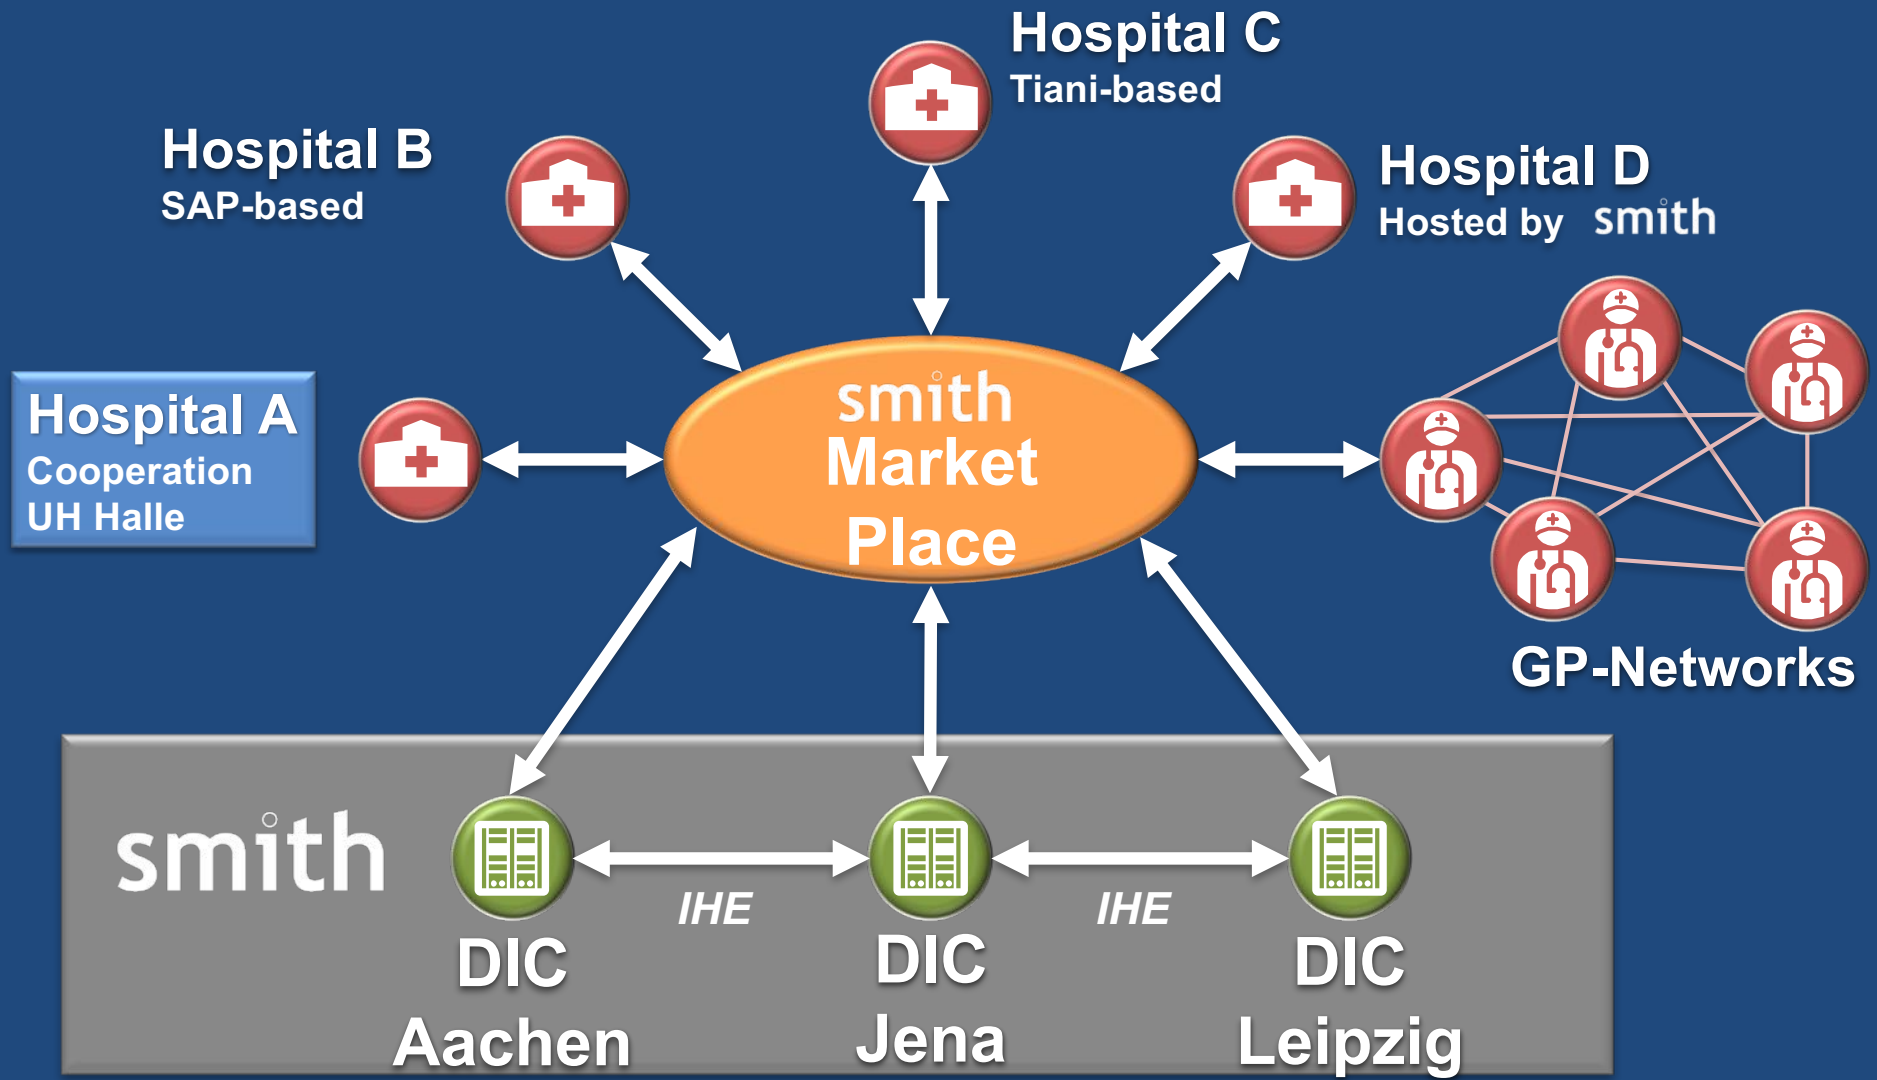 Hospital C
Tiani-based
Hospital B
SAP-based
Hospital D
Hosted by smith
Hospital A
Cooperation
UH Halle
smith
Market
Place
GP-Networks
smith
IHE
IHE
DIC
Aachen
DIC
Jena
DIC
Leipzig